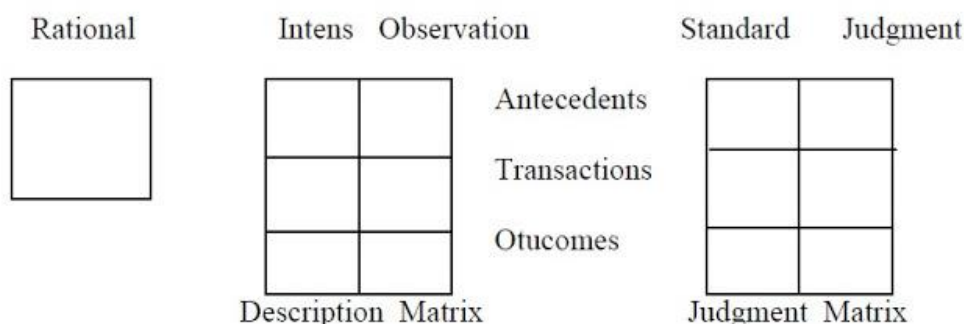 Rational Intens Observation Standard Judgment
Antecedents
Transactions
Otucomes
Description Matrix Judgment Matrix